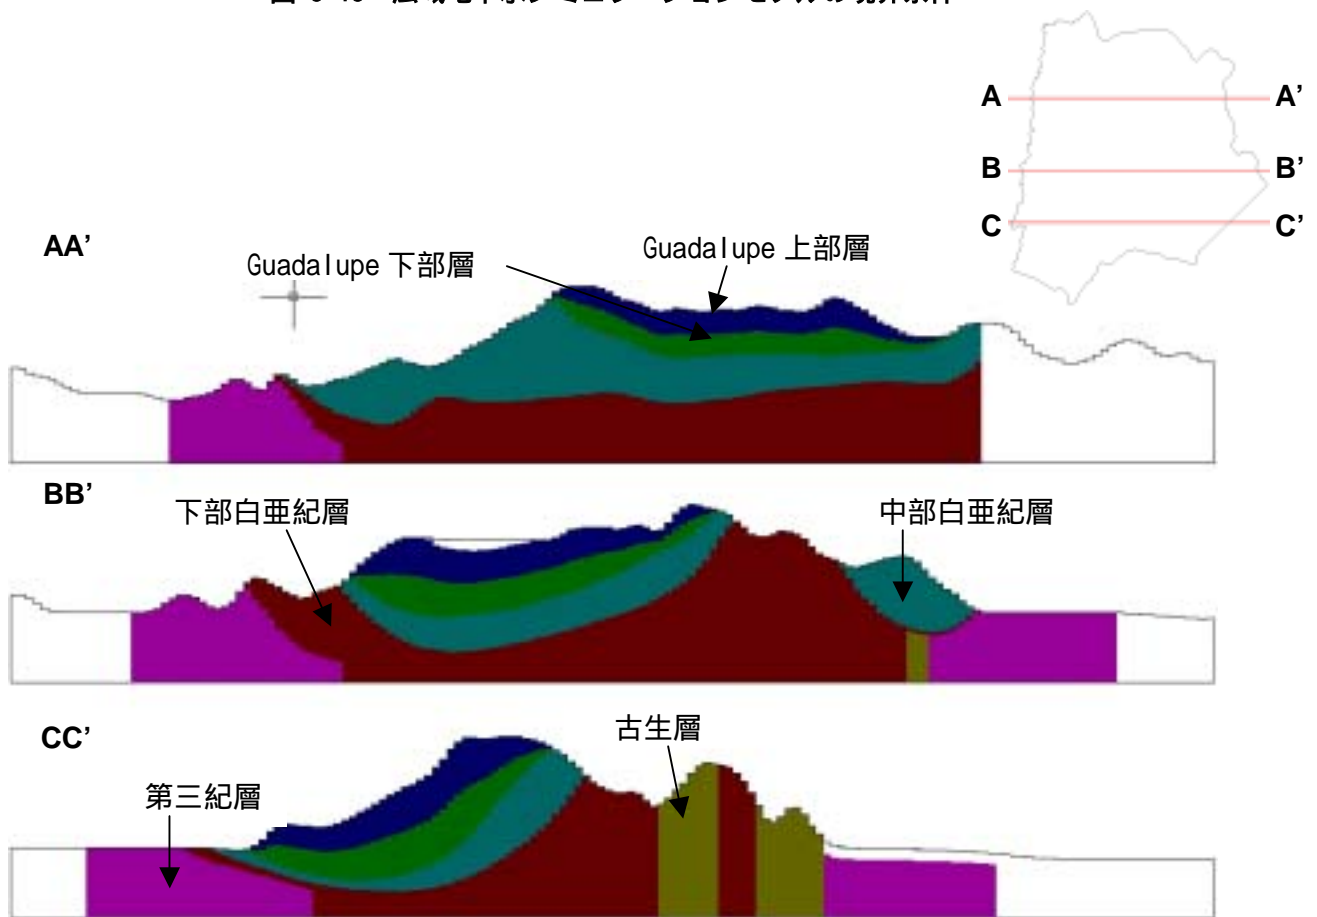 A A’
B B’
C C’
AA’
Guadalupe 下部層
Guadalupe 上部層
BB’
下部白亜紀層
中部白亜紀層
CC’
古生層
第三紀層